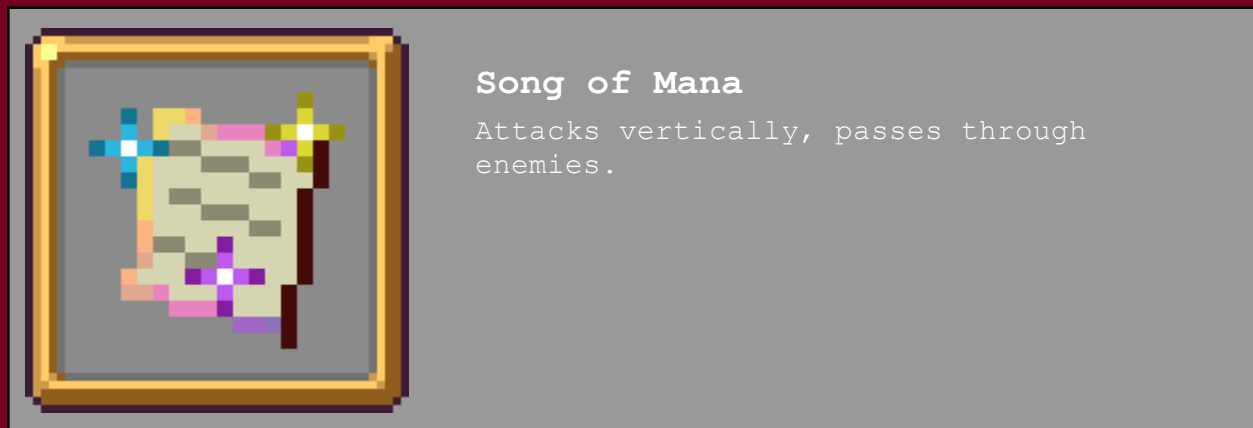 Song of Mana
Attacks vertically, passes through
enemies.